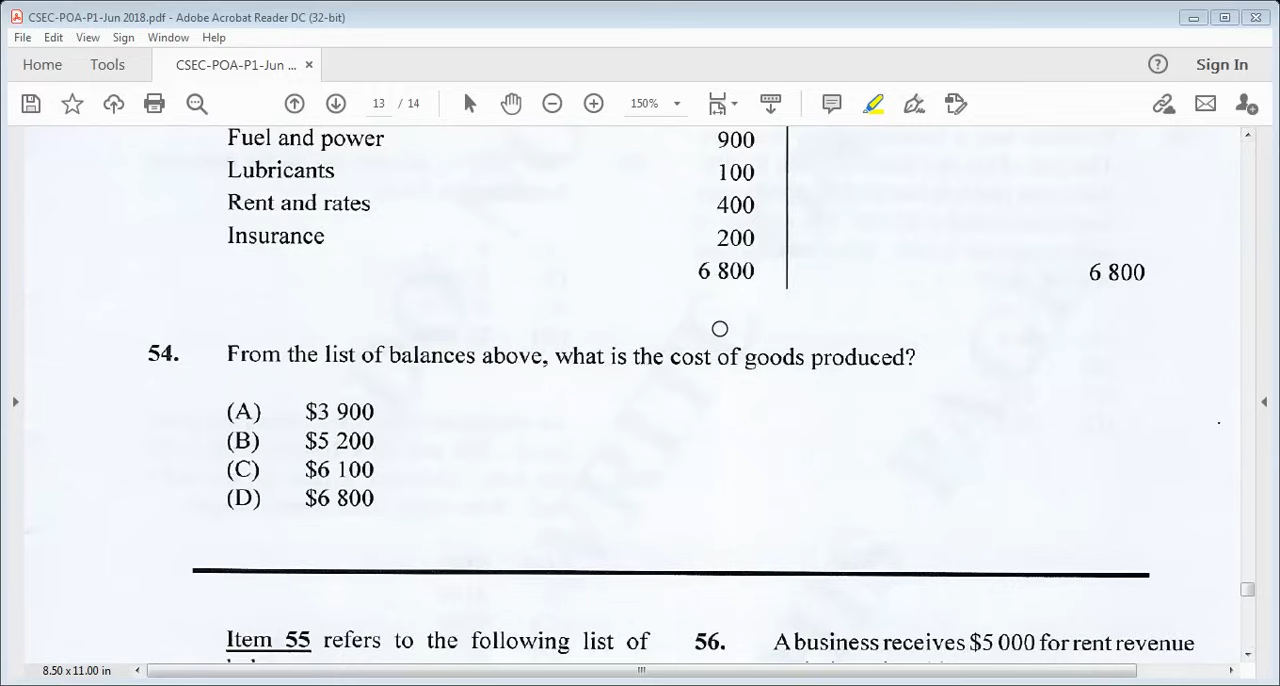 CSEC-POA-P1-Jun 2018.pdf - Adobe Acrobat Reader DC (32-bit)
File Edit View Sign Window Help
Home Tools CSEC-POA-P1-Jun ... × Sign In
13 / 14 150%
Fuel and power 900
Lubricants 100
Rent and rates 400
Insurance 200
6 800 6 800
54. From the list of balances above, what is the cost of goods produced?
(A) $3 900
(B) $5 200
(C) $6 100
(D) $6 800
Item 55 refers to the following list of
56. A business receives $5 000 for rent revenue
8.50 x 11.00 in